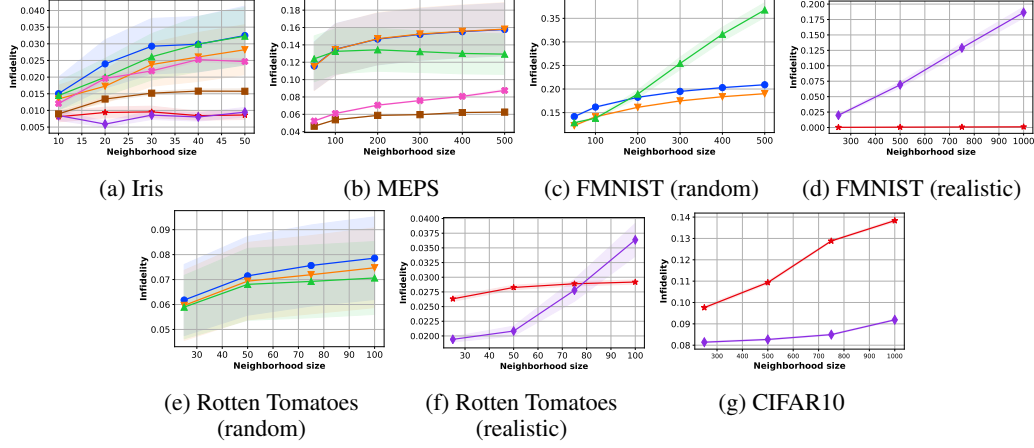 0.040
0.035
0.030
0.025
0.020
0.015
0.010
0.005
Infidelity
10 15 20 25 30 35 40 45 50
Neighborhood size
(a) Iris
0.18
0.16
0.14
0.12
0.10
0.08
0.06
0.04
Infidelity
100 200 300 400 500
Neighborhood size
(b) MEPS
0.35
0.30
0.25
0.20
0.15
Infidelity
100 200 300 400 500
Neighborhood size
(c) FMNIST (random)
0.200
0.175
0.150
0.125
0.100
0.075
0.050
0.025
0.000
Infidelity
300 400 500 600 700 800 900 1000
Neighborhood size
(d) FMNIST (realistic)
0.09
0.08
0.07
0.06
0.05
Infidelity
30 40 50 60 70 80 90 100
Neighborhood size
(e) Rotten Tomatoes
(random)
0.0400
0.0375
0.0350
0.0325
0.0300
0.0275
0.0250
0.0225
Infidelity
30 40 50 60 70 80 90 100
Neighborhood size
(f) Rotten Tomatoes
(realistic)
0.14
0.13
0.12
0.11
0.10
0.09
0.08
Infidelity
300 400 500 600 700 800 900 1000
Neighborhood size
(g) CIFAR10